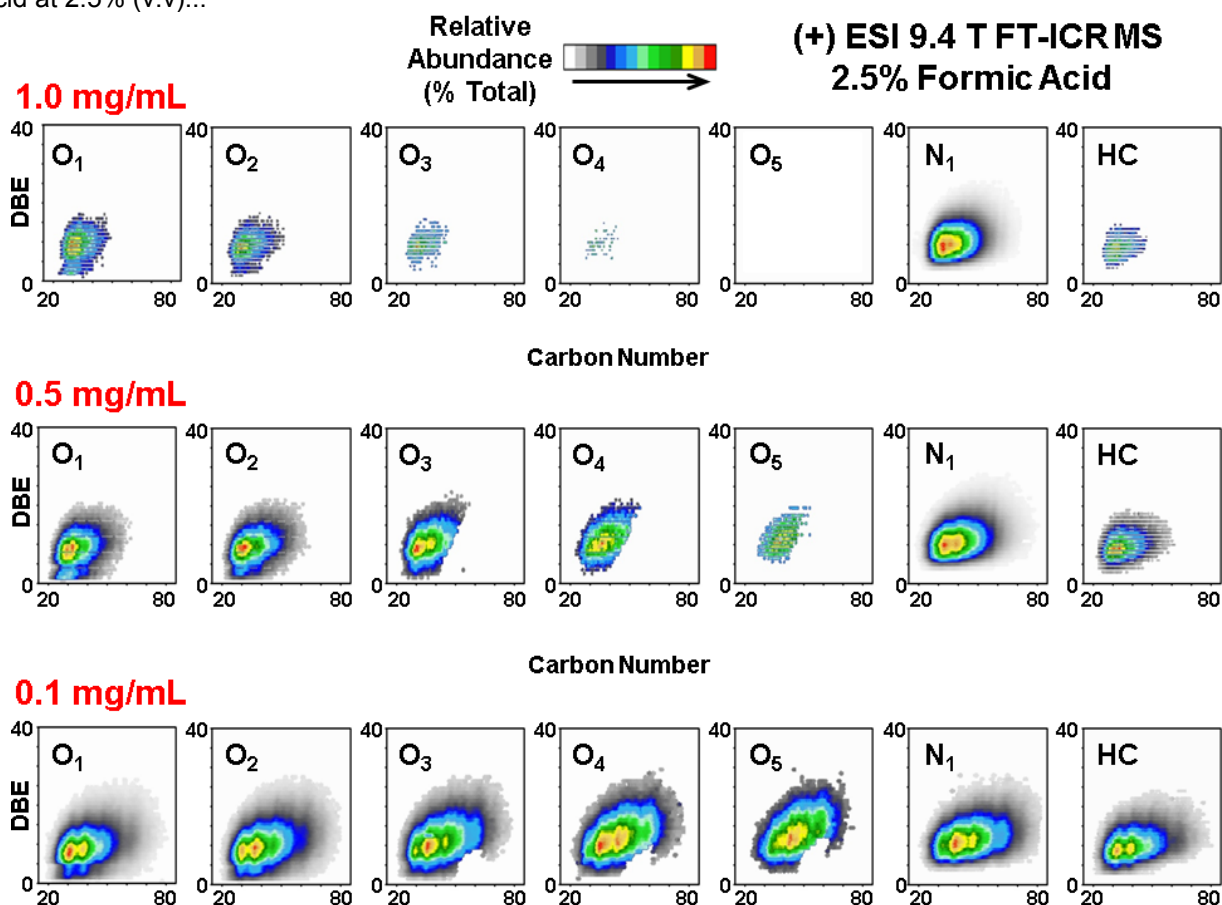 cid at 2.5% (v:v)...
Relative
Abundance
(% Total)
(+) ESI 9.4 T FT-ICR MS
2.5% Formic Acid
1.0 mg/mL
40 40 40 40 40 40 40
O₁ O₂ O₃ O₄ O₅ N₁ HC
DBE
0 0 0 0 0 0 0
20 80 20 80 20 80 20 80 20 80 20 80 20 80
Carbon Number
0.5 mg/mL
40 40 40 40 40 40 40
O₁ O₂ O₃ O₄ O₅ N₁ HC
DBE
0 0 0 0 0 0 0
20 80 20 80 20 80 20 80 20 80 20 80 20 80
Carbon Number
0.1 mg/mL
40 40 40 40 40 40 40
O₁ O₂ O₃ O₄ O₅ N₁ HC
DBE
0 0 0 0 0 0 0
20 80 20 80 20 80 20 80 20 80 20 80 20 80